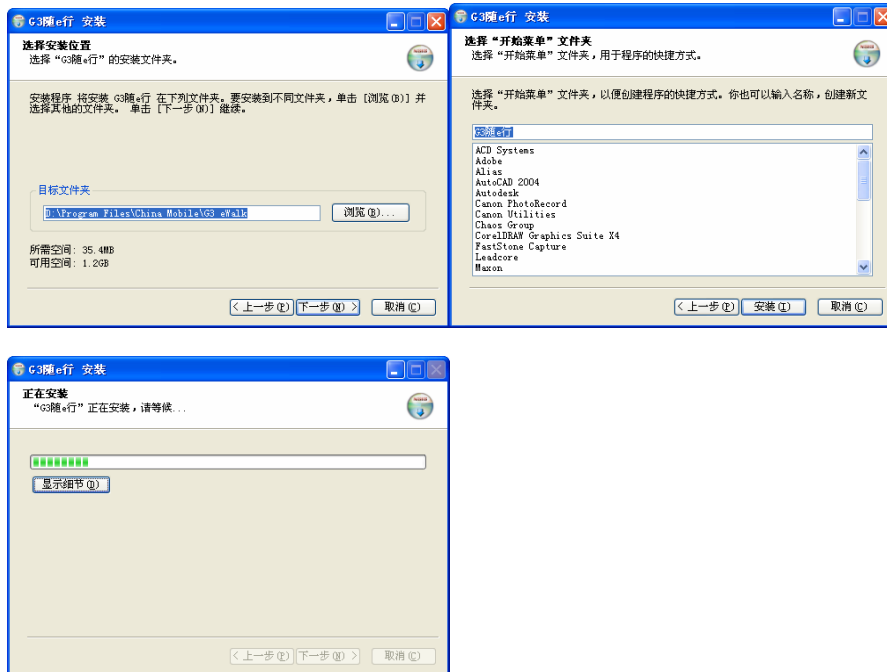 G3随e行 安装
选择安装位置
选择“G3随e行”的安装文件夹。
安装程序 将安装 G3随e行 在下列文件夹。要安装到不同文件夹，单击 [浏览(B)] 并
选择其他的文件夹。 单击 [下一步(N)] 继续。
目标文件夹
D:\Program Files\China Mobile\G3 eWalk
浏览(B)...
所需空间: 35.4MB
可用空间: 1.2GB
< 上一步(P) 下一步(N) > 取消(C)
G3随e行 安装
选择“开始菜单”文件夹
选择“开始菜单”文件夹，用于程序的快捷方式。
选择“开始菜单”文件夹，以便创建程序的快捷方式。你也可以输入名称，创建新文
件夹。
G3随e行
ACD Systems
Adobe
Alias
AutoCAD 2004
Autodesk
Canon PhotoRecord
Canon Utilities
Chaos Group
CorelDRAW Graphics Suite X4
FastStone Capture
Leadcore
Maxon
< 上一步(P) 安装(I) 取消(C)
G3随e行 安装
正在安装
“G3随e行”正在安装，请等候...
显示细节(D)
< 上一步(P) 下一步(N) > 取消(C)